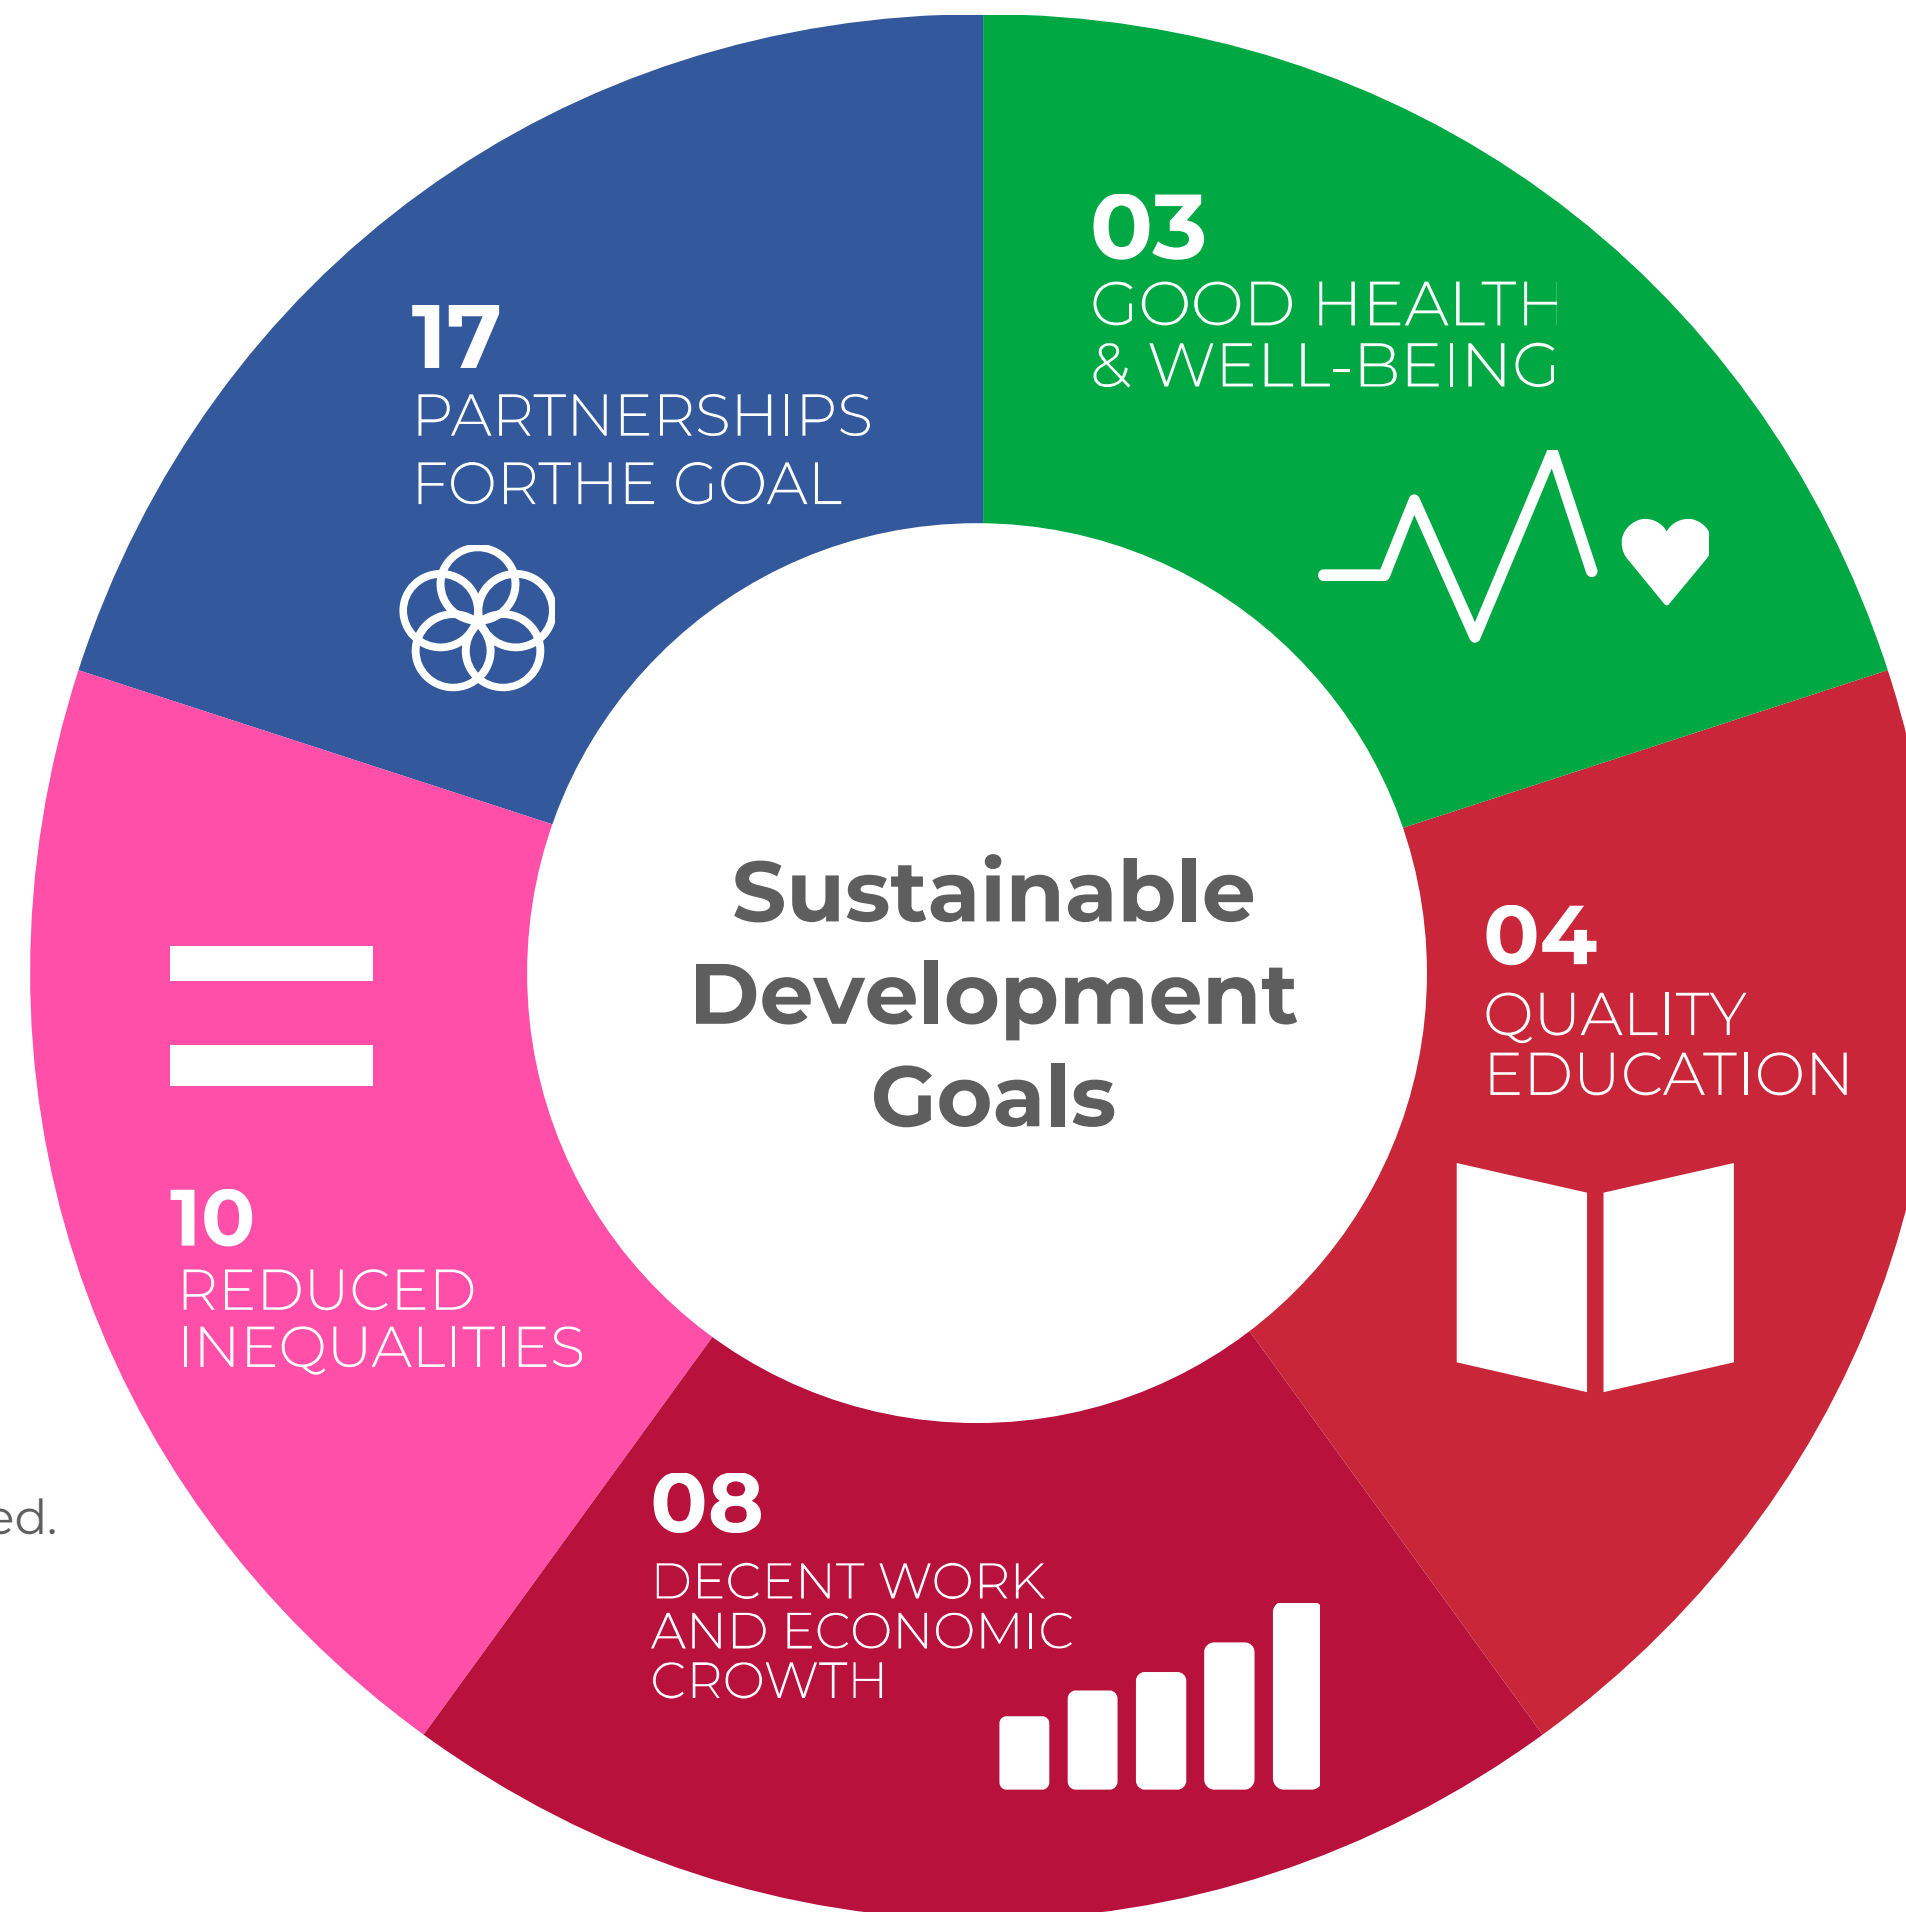 03
GOOD HEALTH
& WELL-BEING
17
PARTNERSHIPS
FORTHE GOAL
Sustainable
Development
Goals
04
QUALITY
EDUCATION
10
REDUCED
INEQUALITIES
08
DECENT WORK
AND ECONOMIC
CROWTH
ed.